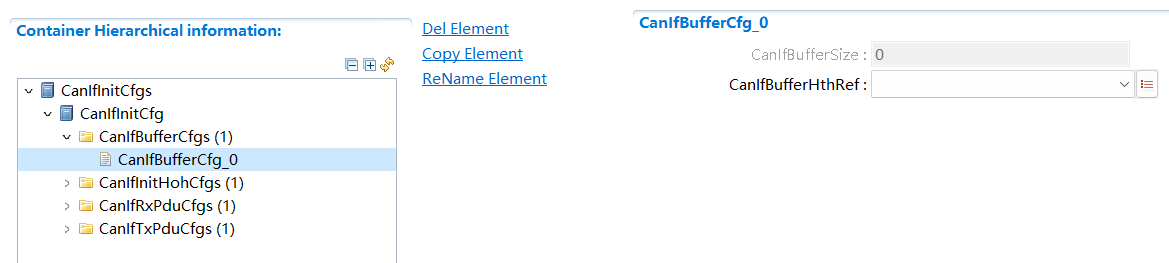 Container Hierarchical information:
CanIfInitCfgs
CanIfInitCfg
CanIfBufferCfgs (1)
CanIfBufferCfg_0
CanIfInitHohCfgs (1)
CanIfRxPduCfgs (1)
CanIfTxPduCfgs (1)
Del Element
Copy Element
ReName Element
CanIfBufferCfg_0
CanIfBufferSize : 0
CanIfBufferHthRef :